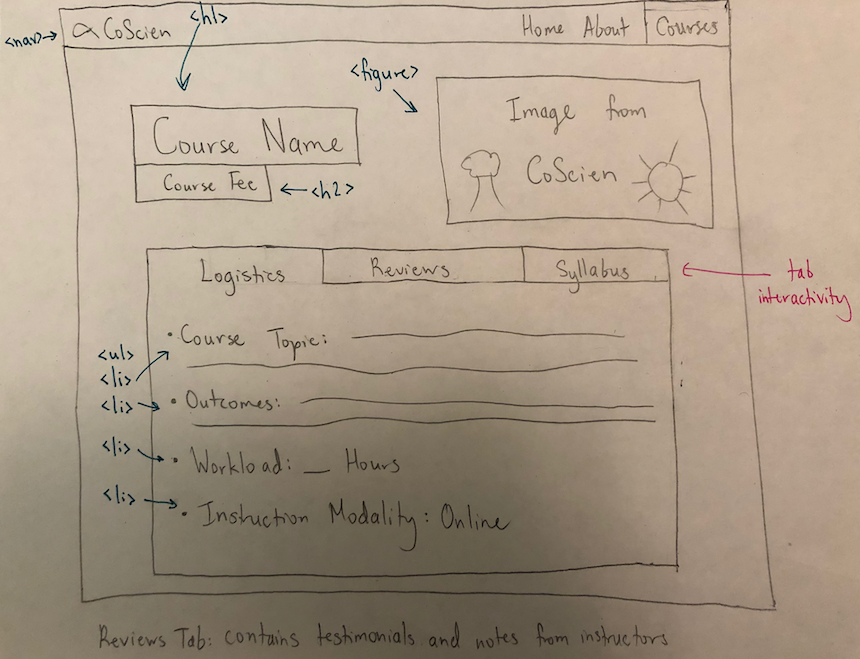 <nav>
CoScien
<h1>
Home About Courses
<figure>
Image from
CoScien
Course Name
Course Fee
<h2>
Logistics Reviews Syllabus
tab
interactivity
<ul>
<li>
• Course Topic:
<li>
• Outcomes:
<li>
• Workload: __ Hours
<li>
• Instruction Modality: Online
Reviews Tab: contains testimonials and notes from instructors